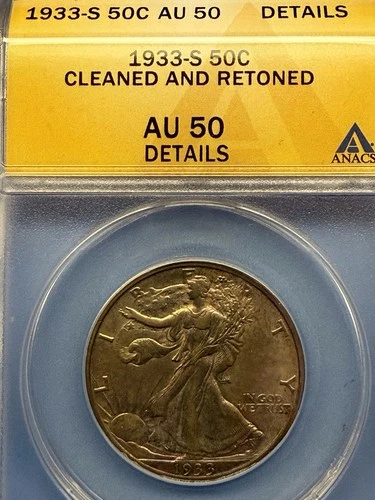 1933-S 50C AU 50 DETAILS
1933-S 50C
CLEANED AND RETONED
AU 50
DETAILS
ANACS
LIBERTY
IN GOD
WE TRUST
1933